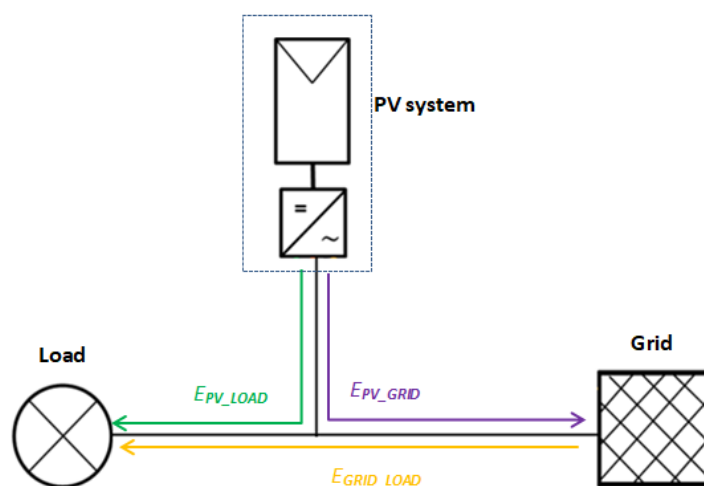 PV system
=
~
Load
Grid
EPV_LOAD
EPV_GRID
EGRID_LOAD